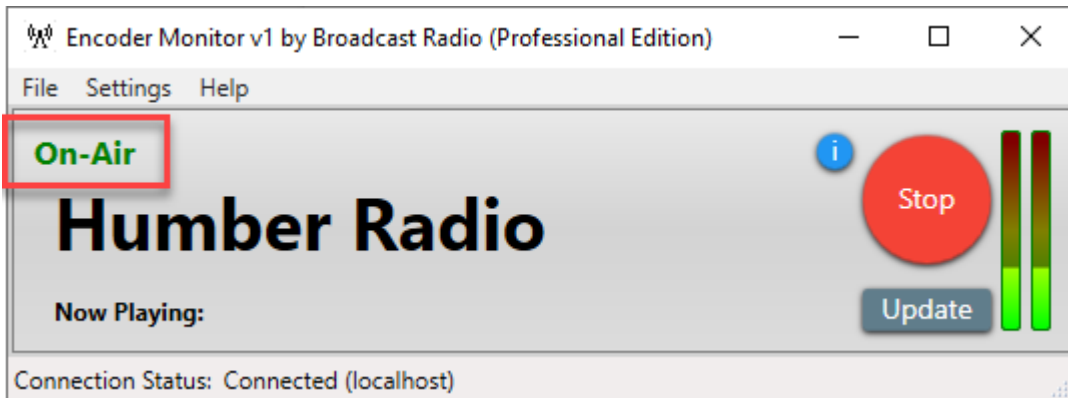 Encoder Monitor v1 by Broadcast Radio (Professional Edition)
File Settings Help
On-Air
i
Stop
Humber Radio
Now Playing:
Update
Connection Status: Connected (localhost)